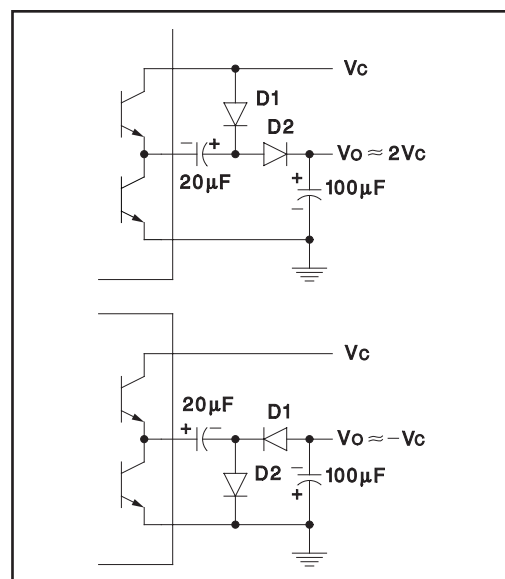 Vc
D1
D2
− +
Vo ≈ 2Vc
20μF
+
100μF
−
Vc
20μF
D1
+ −
Vo ≈ −Vc
−
D2
100μF
+